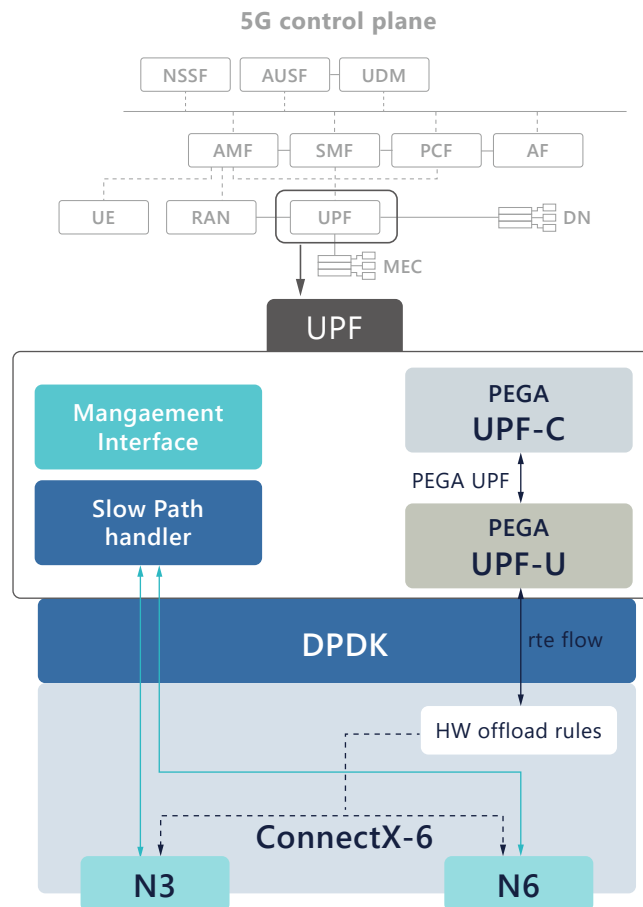 5G control plane
NSSF
AUSF
UDM
AMF
SMF
PCF
AF
UE
RAN
UPF
DN
MEC
UPF
Mangaement
Interface
PEGA
UPF-C
PEGA UPF
Slow Path
handler
PEGA
UPF-U
DPDK
rte flow
HW offload rules
ConnectX-6
N3
N6